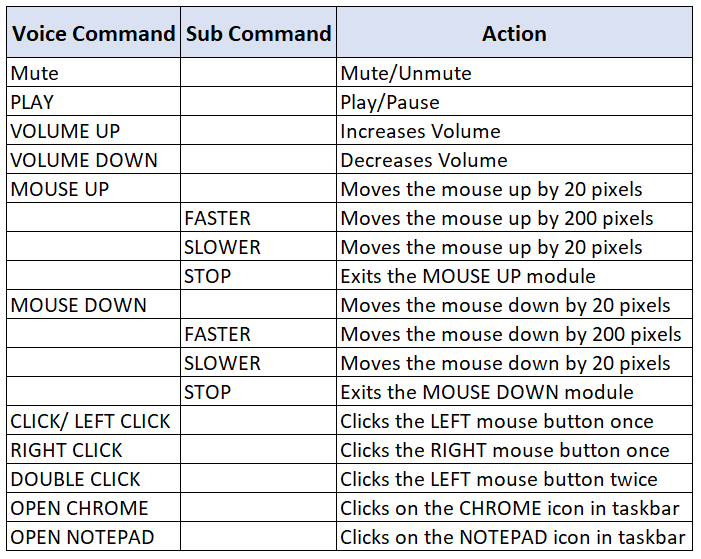 Voice Command Sub Command Action
Mute Mute/Unmute
PLAY Play/Pause
VOLUME UP Increases Volume
VOLUME DOWN Decreases Volume
MOUSE UP Moves the mouse up by 20 pixels
FASTER Moves the mouse up by 200 pixels
SLOWER Moves the mouse up by 20 pixels
STOP Exits the MOUSE UP module
MOUSE DOWN Moves the mouse down by 20 pixels
FASTER Moves the mouse down by 200 pixels
SLOWER Moves the mouse down by 20 pixels
STOP Exits the MOUSE DOWN module
CLICK/ LEFT CLICK Clicks the LEFT mouse button once
RIGHT CLICK Clicks the RIGHT mouse button once
DOUBLE CLICK Clicks the LEFT mouse button twice
OPEN CHROME Clicks on the CHROME icon in taskbar
OPEN NOTEPAD Clicks on the NOTEPAD icon in taskbar